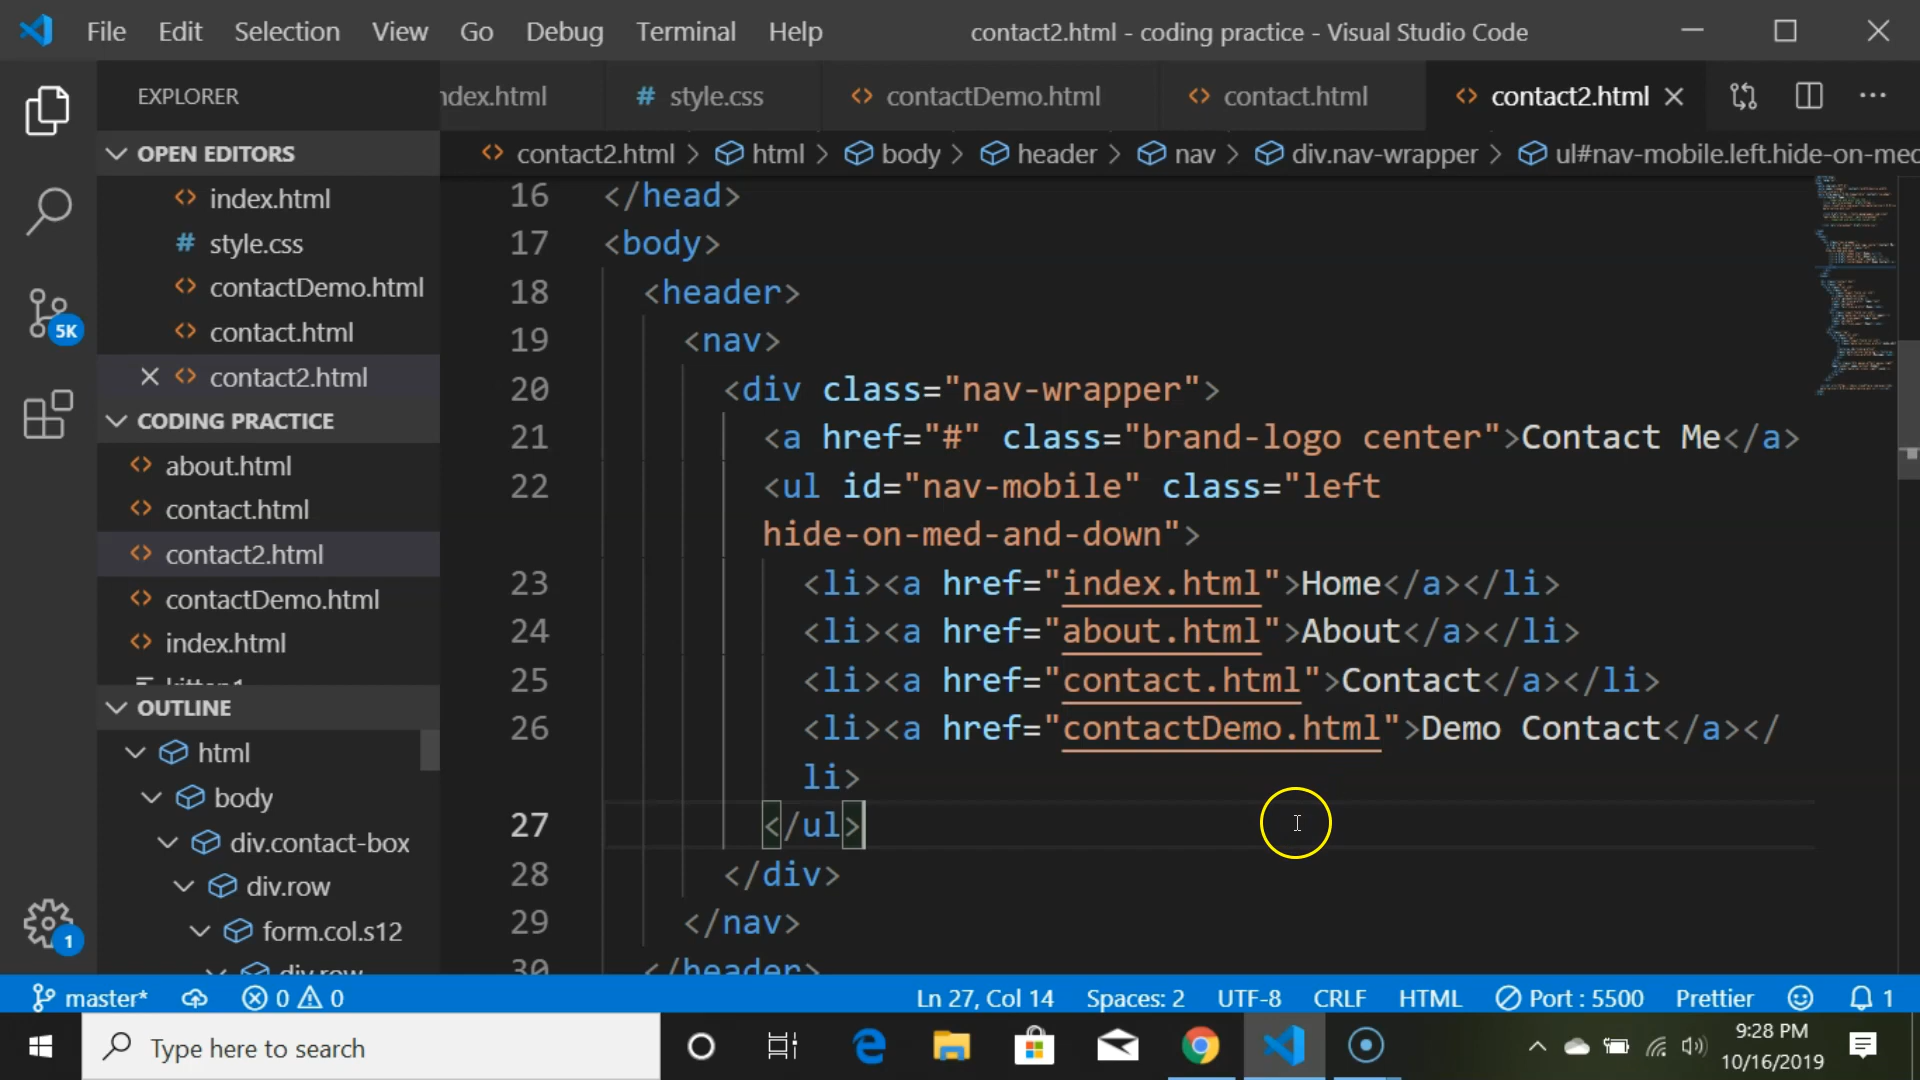 File Edit Selection View Go Debug Terminal Help contact2.html - coding practice - Visual Studio Code
EXPLORER
ndex.html # style.css <> contactDemo.html <> contact.html <> contact2.html
OPEN EDITORS
<> index.html
# style.css
<> contactDemo.html
<> contact.html
<> contact2.html
CODING PRACTICE
<> about.html
<> contact.html
<> contact2.html
<> contactDemo.html
<> index.html
kitten1
OUTLINE
html
body
div.contact-box
div.row
form.col.s12
div.row
5K
1
<> contact2.html > html > body > header > nav > div.nav-wrapper > ul#nav-mobile.left.hide-on-med
16 </head>
17 <body>
18 <header>
19 <nav>
20 <div class="nav-wrapper">
21 <a href="#" class="brand-logo center">Contact Me</a>
22 <ul id="nav-mobile" class="left
hide-on-med-and-down">
23 <li><a href="index.html">Home</a></li>
24 <li><a href="about.html">About</a></li>
25 <li><a href="contact.html">Contact</a></li>
26 <li><a href="contactDemo.html">Demo Contact</a></
li>
27 </ul>
28 </div>
29 </nav>
30 </header>
master* 0 0 Ln 27, Col 14 Spaces: 2 UTF-8 CRLF HTML Port : 5500 Prettier 1
Type here to search
9:28 PM
10/16/2019